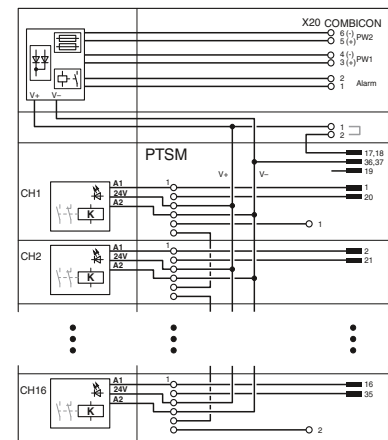 X20 COMBICON
6 (-)
5 (+)
PW2
4 (-)
3 (+)
PW1
2
1
Alarm
V+ V–
1
2
PTSM
17,18
36,37
19
V+ V–
CH1
A1
24V
A2
K
1
1
20
1
CH2
A1
24V
A2
K
1
2
21
CH16
A1
24V
A2
K
1
16
35
2